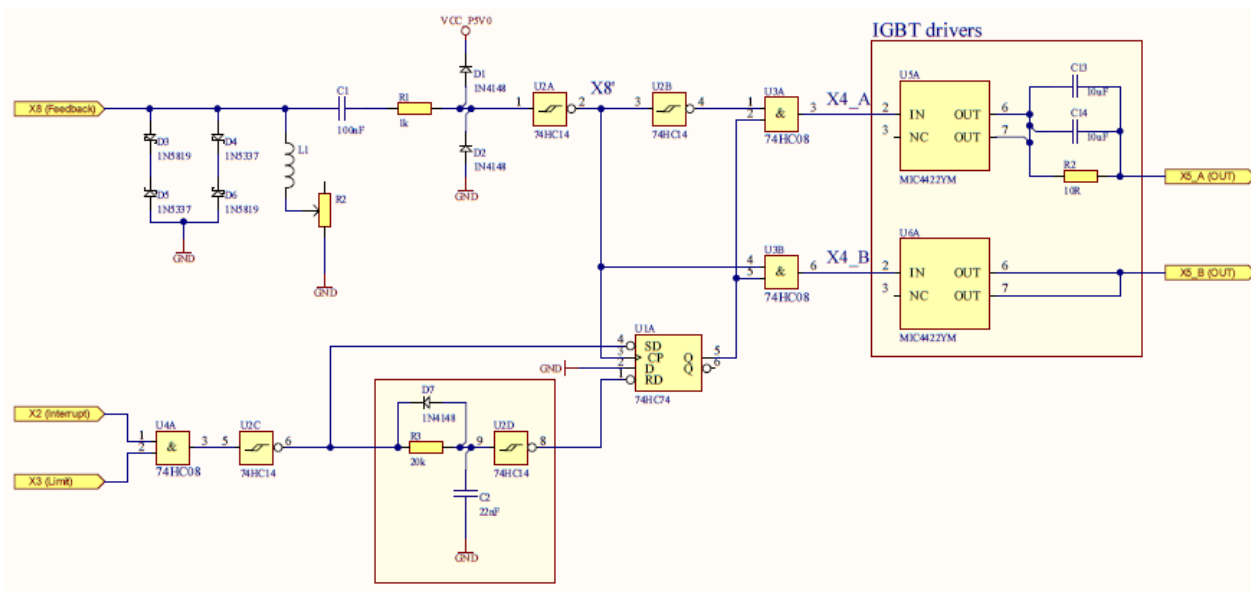 IGBT drivers
VCC_P5V0
X8 (Feedback)
D3
1N5819
D4
1N5337
D5
1N5337
D6
1N5819
GND
L1
R2
GND
C1
100nF
R1
1k
D1
1N4148
D2
1N4148
GND
1
U2A
2
74HC14
X8'
3
U2B
4
74HC14
1
2
U3A
&
3
74HC08
X4_A
2
3
U5A
IN
NC
OUT
OUT
6
7
MIC4422YM
C13
10uF
C14
10uF
R2
10R
X5_A (OUT)
4
5
U3B
&
6
74HC08
X4_B
2
3
U6A
IN
NC
OUT
OUT
6
7
MIC4422YM
X5_B (OUT)
U1A
4
3
2
1
SD
CP
D
RD
Q
Q
5
6
74HC74
GND
X2 (Interrupt)
X3 (Limit)
1
2
U4A
&
3
74HC08
5
U2C
6
74HC14
D7
1N4148
R3
20k
9
U2D
8
74HC14
C2
22nF
GND